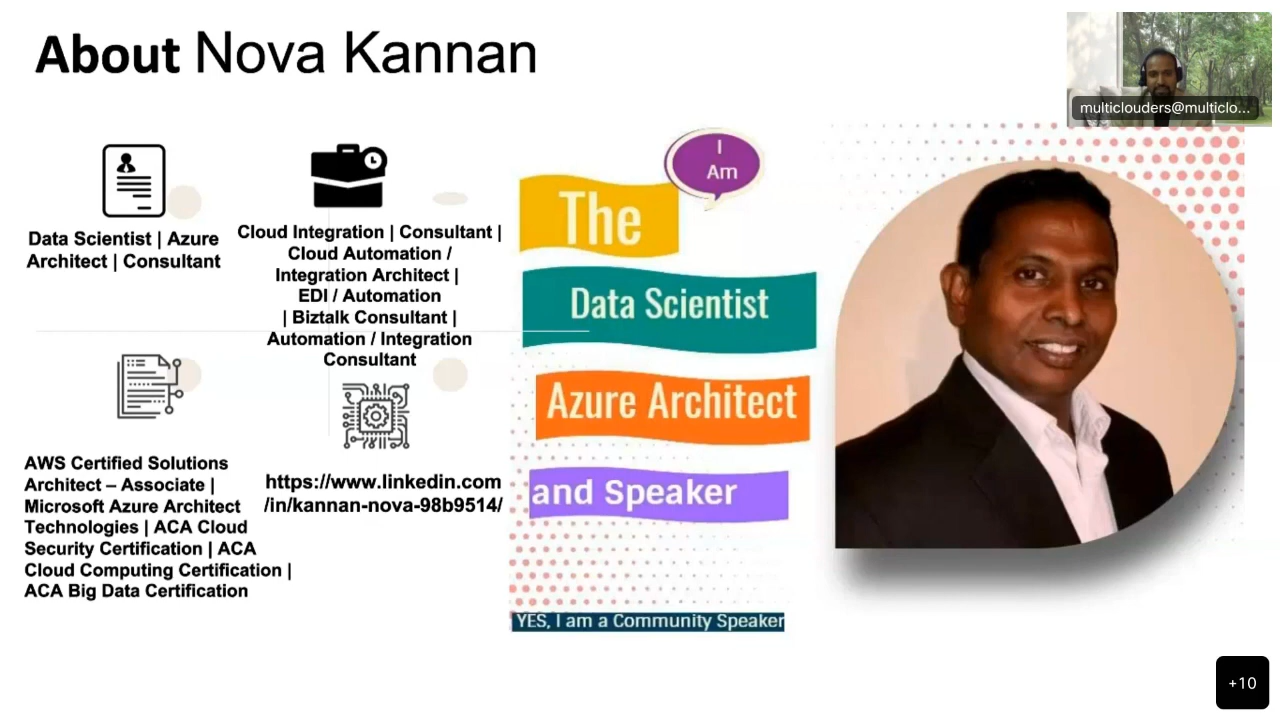 About Nova Kannan
multiclouders@multiclo...
Data Scientist | Azure
Architect | Consultant
Cloud Integration | Consultant |
Cloud Automation /
Integration Architect |
EDI / Automation
| Biztalk Consultant |
Automation / Integration
Consultant
AWS Certified Solutions
Architect – Associate |
Microsoft Azure Architect
Technologies | ACA Cloud
Security Certification | ACA
Cloud Computing Certification |
ACA Big Data Certification
https://www.linkedin.com
/in/kannan-nova-98b9514/
I
Am
The
Data Scientist
Azure Architect
and Speaker
YES, I am a Community Speaker
+10